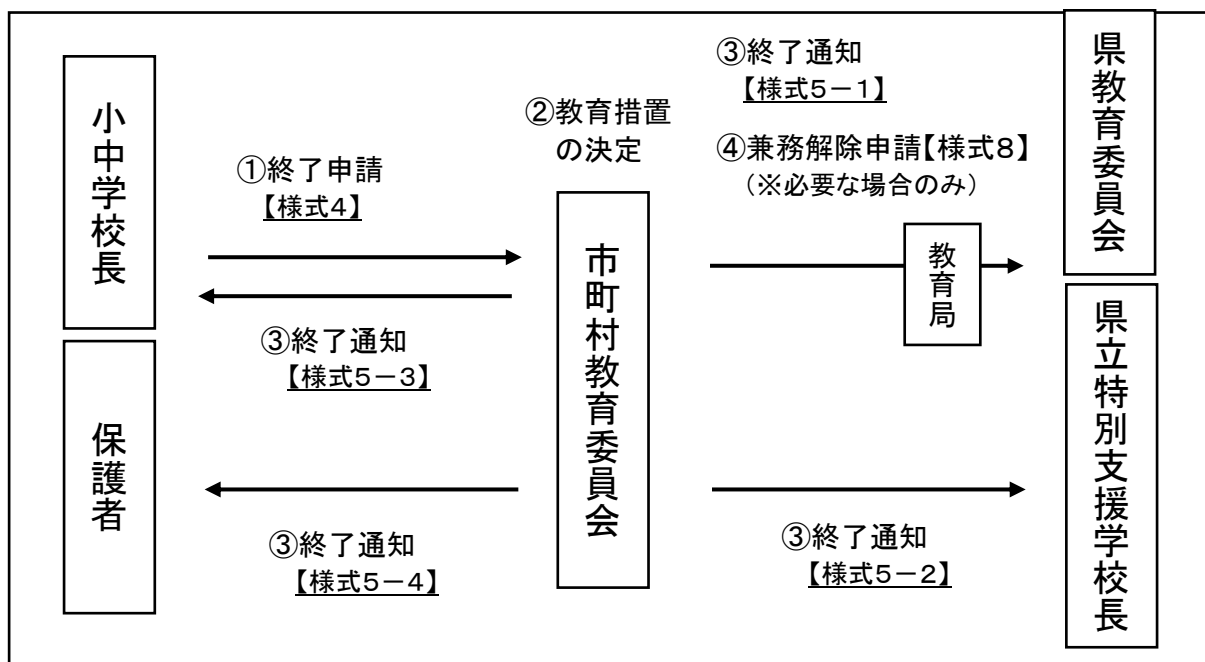 小中学校長
保護者
①終了申請
【様式4】
③終了通知
【様式5-3】
③終了通知
【様式5-4】
②教育措置
の決定
市町村教育委員会
③終了通知
【様式5-1】
④兼務解除申請【様式8】
（※必要な場合のみ）
教育局
③終了通知
【様式5-2】
県教育委員会
県立特別支援学校長